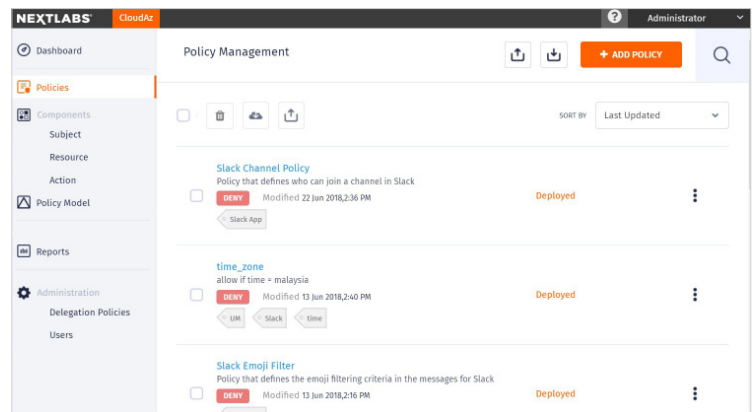 NEXTLABS CloudAz
? Administrator
Dashboard
Policies
Components
Subject
Resource
Action
Policy Model
Reports
Administration
Delegation Policies
Users
Policy Management
+ ADD POLICY
SORT BY Last Updated
Slack Channel Policy
Policy that defines who can join a channel in Slack
DENY Modified 22 Jun 2018,2:36 PM
Deployed
Slack App
time_zone
allow if time = malaysia
DENY Modified 13 Jun 2018,2:40 PM
Deployed
UM Slack time
Slack Emoji Filter
Policy that defines the emoji filtering criteria in the messages for Slack
DENY Modified 13 Jun 2018,2:16 PM
Deployed